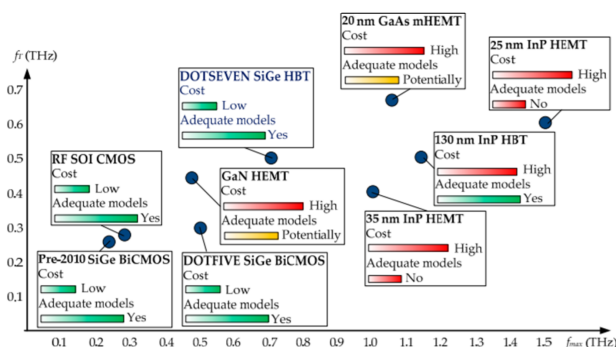 fT (THz)
0.7
0.6
0.5
0.4
0.3
0.2
0.1
20 nm GaAs mHEMT
Cost
High
Adequate models
Potentially
25 nm InP HEMT
Cost
High
Adequate models
No
DOTSEVEN SiGe HBT
Cost
Low
Adequate models
Yes
130 nm InP HBT
Cost
High
Adequate models
Yes
RF SOI CMOS
Cost
Low
Adequate models
Yes
GaN HEMT
Cost
High
Adequate models
Potentially
35 nm InP HEMT
Cost
High
Adequate models
No
Pre-2010 SiGe BiCMOS
Cost
Low
Adequate models
Yes
DOTFIVE SiGe BiCMOS
Cost
Low
Adequate models
Yes
0.1 0.2 0.3 0.4 0.5 0.6 0.7 0.8 0.9 1.0 1.1 1.2 1.3 1.4 1.5 fmax (THz)